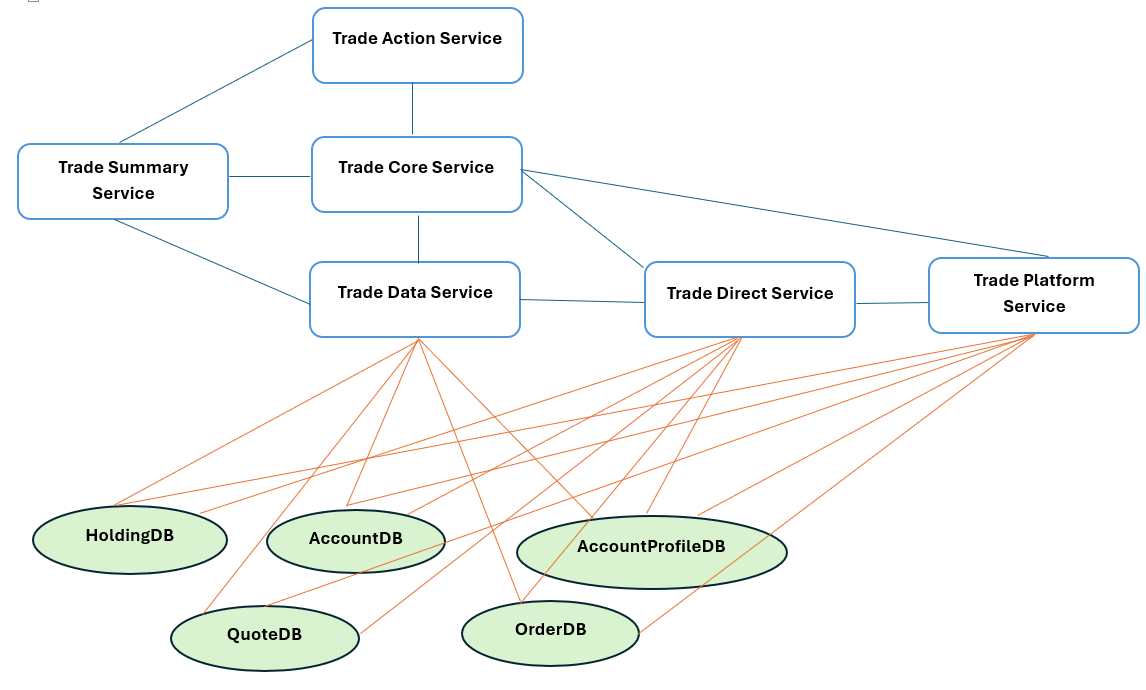 Trade Action Service
Trade Summary
Service
Trade Core Service
Trade Data Service
Trade Direct Service
Trade Platform
Service
HoldingDB
AccountDB
AccountProfileDB
QuoteDB
OrderDB